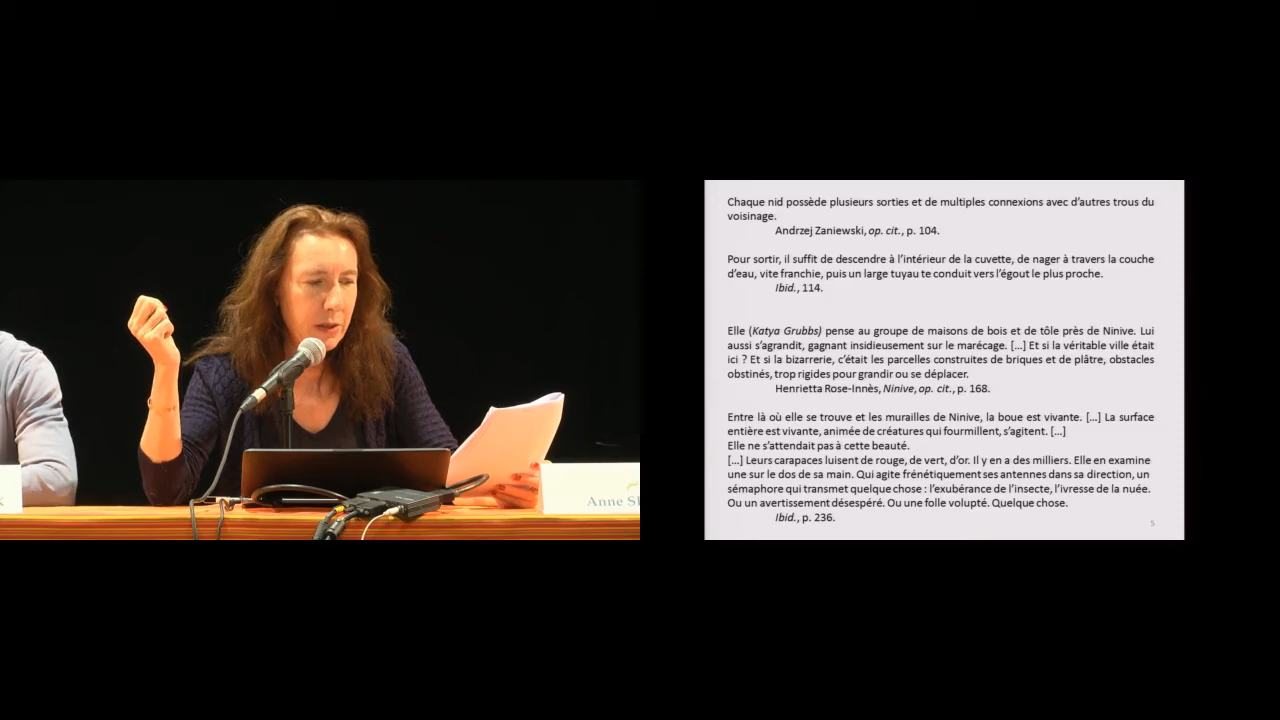 Chaque nid possède plusieurs sorties et de multiples connexions avec d'autres trous du
voisinage.
Andrzej Zaniewski, op. cit., p. 104.
Pour sortir, il suffit de descendre à l'intérieur de la cuvette, de nager à travers la couche
d'eau, vite franchie, puis un large tuyau te conduit vers l'égout le plus proche.
Ibid., 114.
Elle (Katya Grubbs) pense au groupe de maisons de bois et de tôle près de Ninive. Lui
aussi s'agrandit, gagnant insidieusement sur le marécage. [...] Et si la véritable ville était
ici ? Et si la bizarrerie, c'était les parcelles construites de briques et de plâtre, obstacles
obstinés, trop rigides pour grandir ou se déplacer.
Henrietta Rose-Innès, Ninive, op. cit., p. 168.
Entre là où elle se trouve et les murailles de Ninive, la boue est vivante. [...] La surface
entière est vivante, animée de créatures qui fourmillent, s'agitent. [...]
Elle ne s'attendait pas à cette beauté.
[...] Leurs carapaces luisent de rouge, de vert, d'or. Il y en a des milliers. Elle en examine
une sur le dos de sa main. Qui agite frénétiquement ses antennes dans sa direction, un
sémaphore qui transmet quelque chose : l'exubérance de l'insecte, l'ivresse de la nuée.
Ou un avertissement désespéré. Ou une folle volupté. Quelque chose.
Ibid., p. 236.
5
Anne